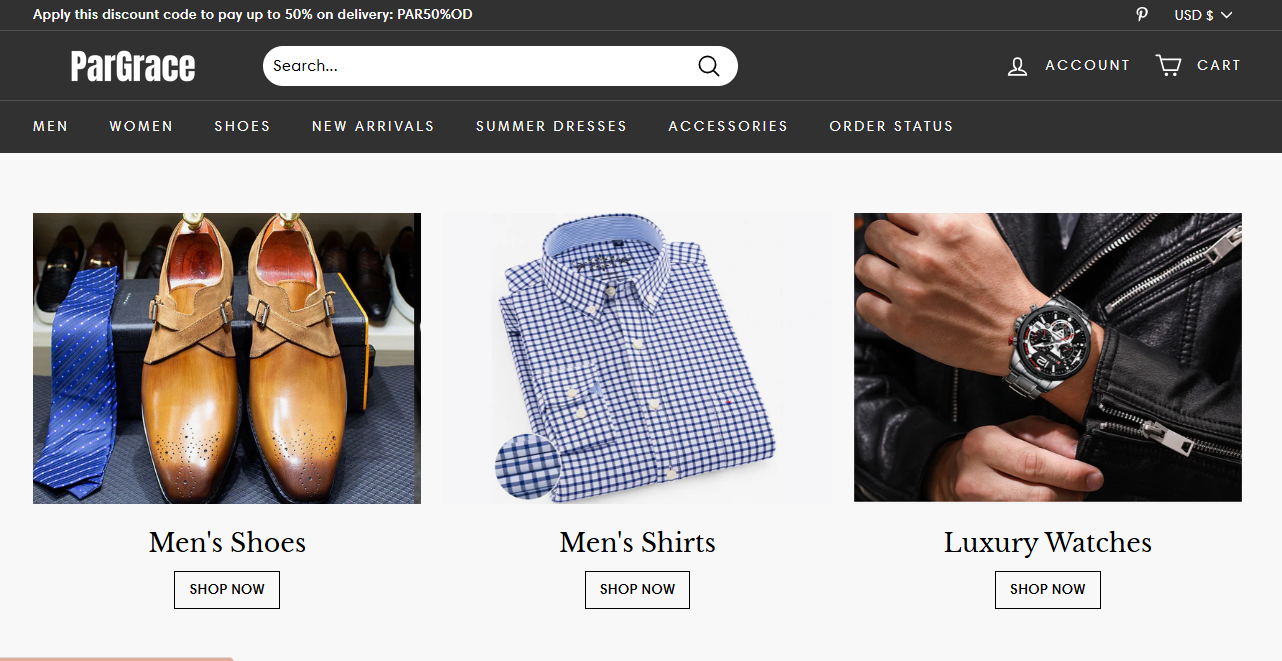 Apply this discount code to pay up to 50% on delivery: PAR50%OD
USD $
ParGrace
Search...
ACCOUNT
CART
MEN
WOMEN
SHOES
NEW ARRIVALS
SUMMER DRESSES
ACCESSORIES
ORDER STATUS
Men's Shoes
Men's Shirts
Luxury Watches
SHOP NOW
SHOP NOW
SHOP NOW